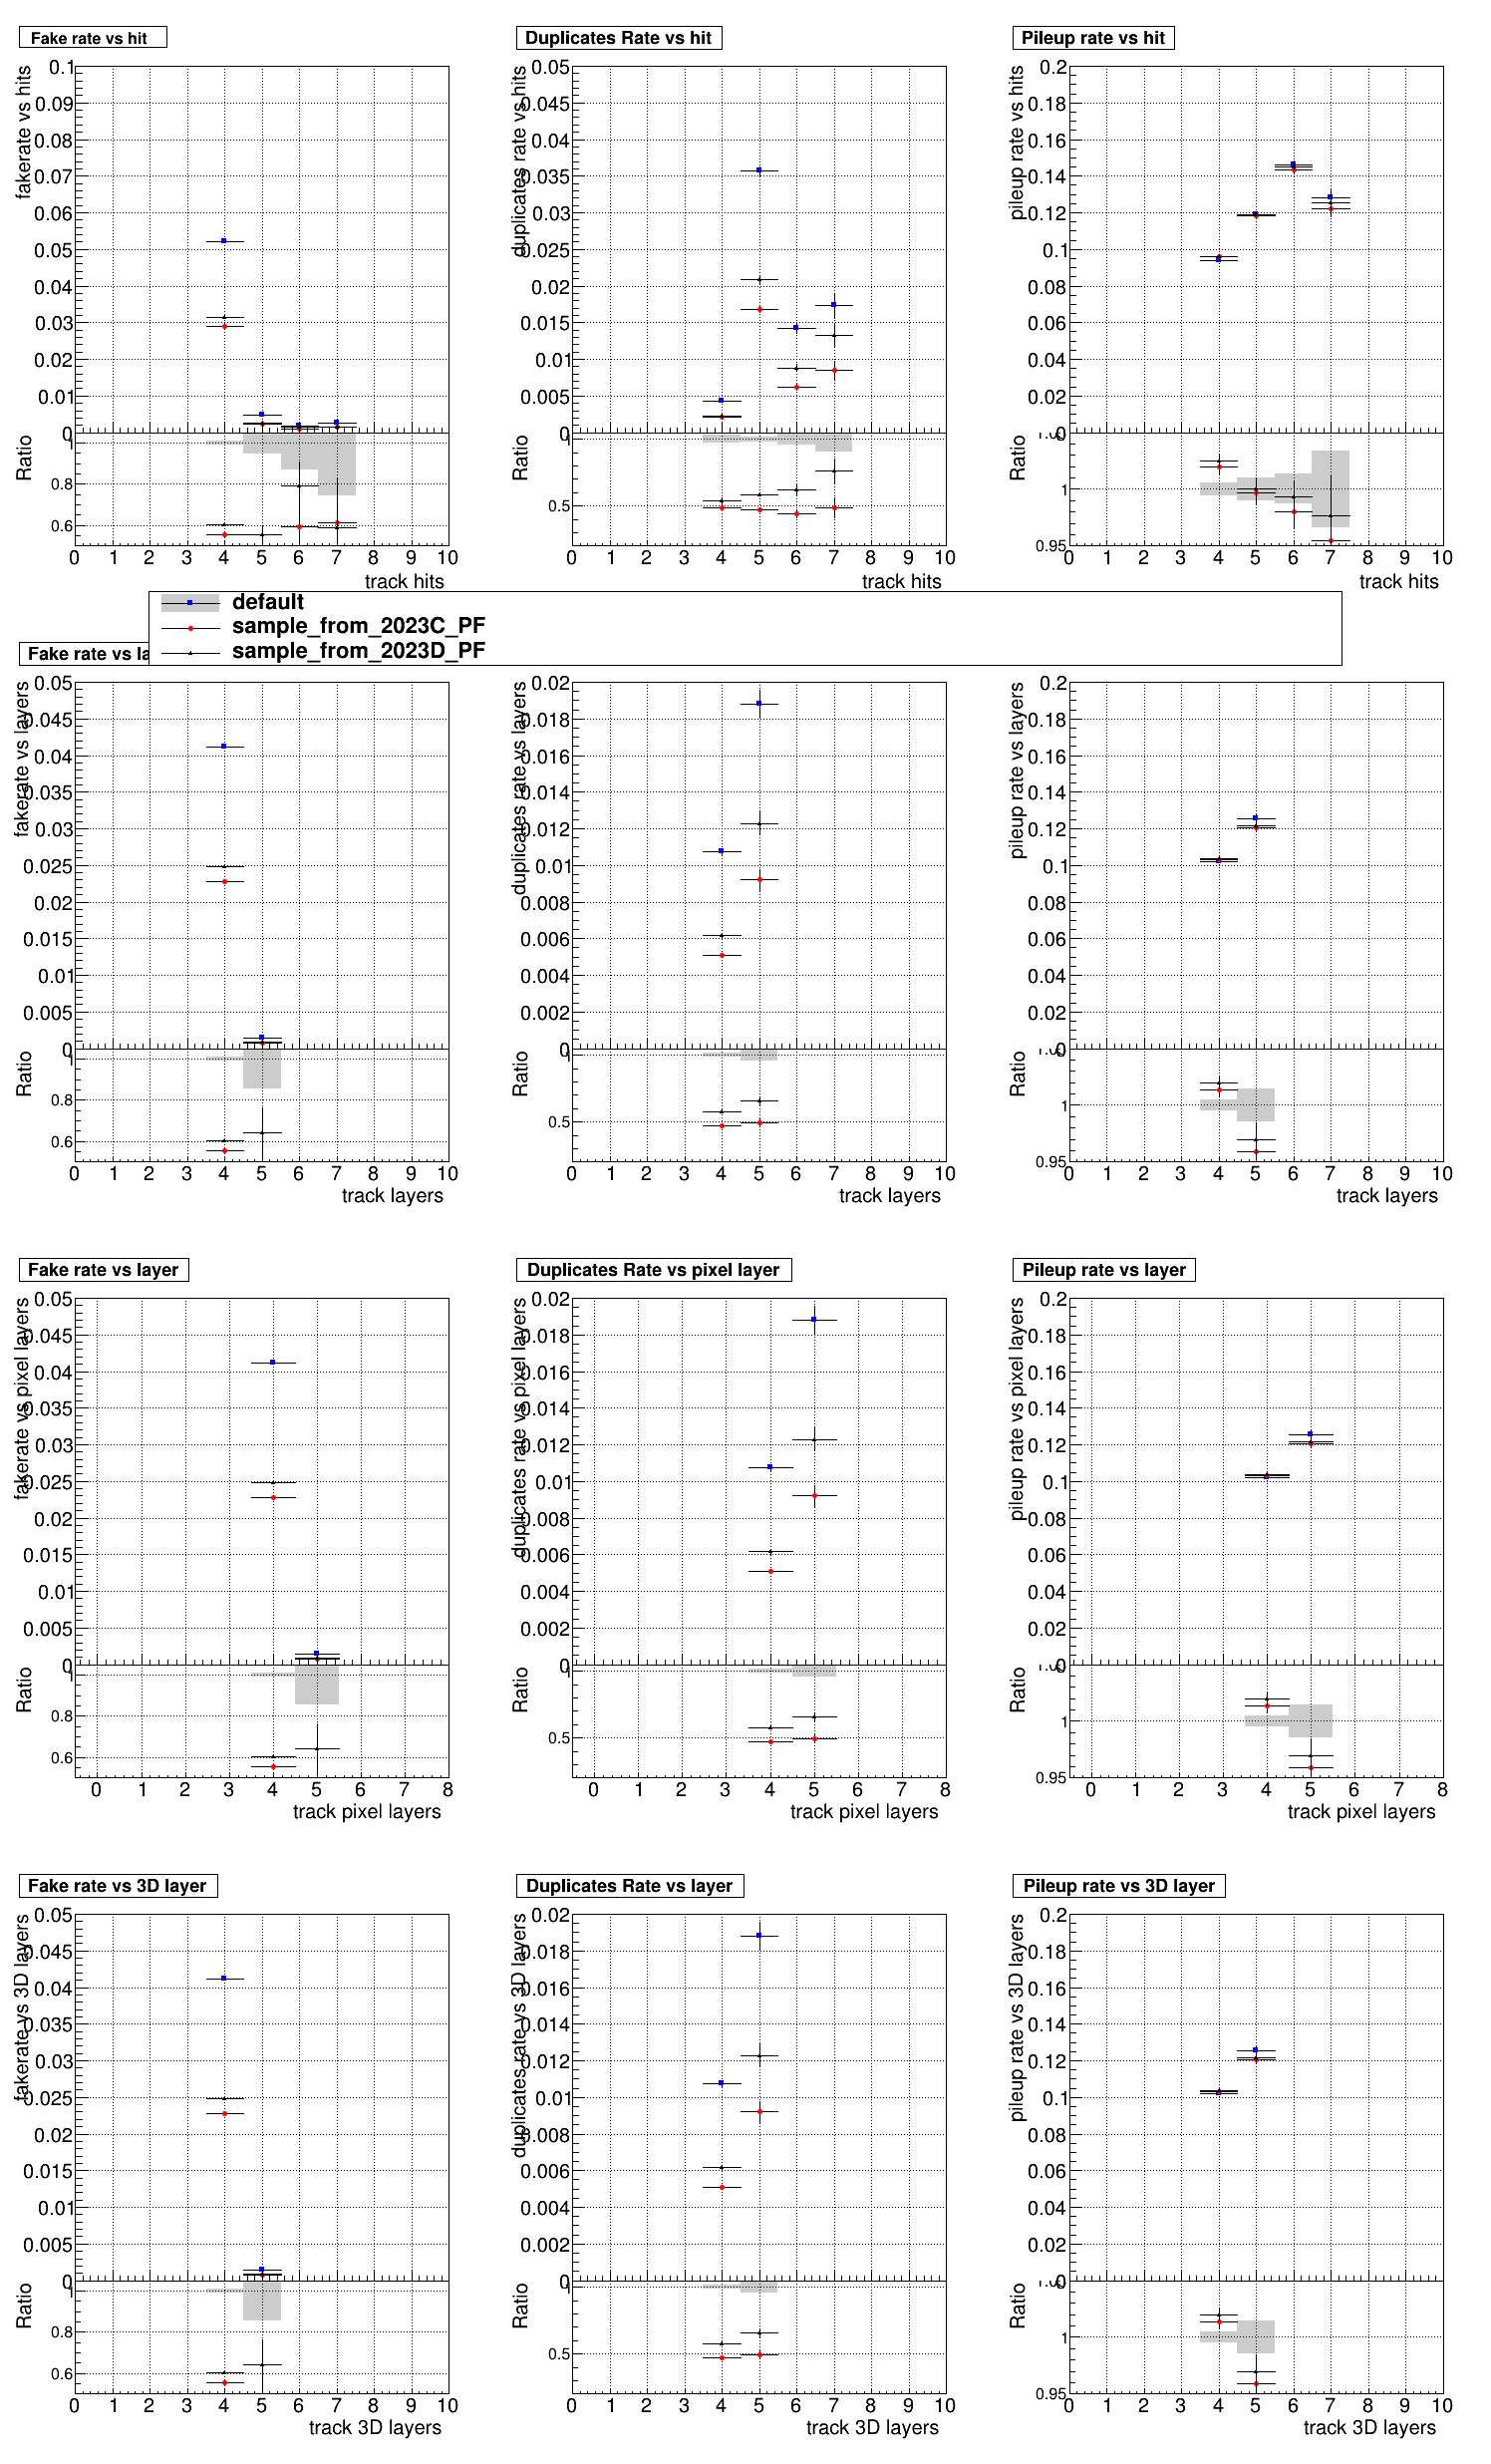 Fake rate vs hit
Duplicates Rate vs hit
Pileup rate vs hit
fakerate vs hits
0.1
0.09
0.08
0.07
0.06
0.05
0.04
0.03
0.02
0.01
0
Ratio
1
0.8
0.6
0 1 2 3 4 5 6 7 8 9 10
track hits
duplicates rate vs hits
0.05
0.045
0.04
0.035
0.03
0.025
0.02
0.015
0.01
0.005
0
Ratio
1
0.5
0 1 2 3 4 5 6 7 8 9 10
track hits
pileup rate vs hits
0.2
0.18
0.16
0.14
0.12
0.1
0.08
0.06
0.04
0.02
0
Ratio
1
0.95
0 1 2 3 4 5 6 7 8 9 10
track hits
default
sample_from_2023C_PF
sample_from_2023D_PF
Fake rate vs la
fakerate vs layers
0.05
0.045
0.04
0.035
0.03
0.025
0.02
0.015
0.01
0.005
0
Ratio
1
0.8
0.6
0 1 2 3 4 5 6 7 8 9 10
track layers
duplicates rate vs layers
0.02
0.018
0.016
0.014
0.012
0.01
0.008
0.006
0.004
0.002
0
Ratio
1
0.5
0 1 2 3 4 5 6 7 8 9 10
track layers
pileup rate vs layers
0.2
0.18
0.16
0.14
0.12
0.1
0.08
0.06
0.04
0.02
0
Ratio
1
0.95
0 1 2 3 4 5 6 7 8 9 10
track layers
Fake rate vs layer
Duplicates Rate vs pixel layer
Pileup rate vs layer
fakerate vs pixel layers
0.05
0.045
0.04
0.035
0.03
0.025
0.02
0.015
0.01
0.005
0
Ratio
1
0.8
0.6
0 1 2 3 4 5 6 7 8
track pixel layers
duplicates rate vs pixel layers
0.02
0.018
0.016
0.014
0.012
0.01
0.008
0.006
0.004
0.002
0
Ratio
1
0.5
0 1 2 3 4 5 6 7 8
track pixel layers
pileup rate vs pixel layers
0.2
0.18
0.16
0.14
0.12
0.1
0.08
0.06
0.04
0.02
0
Ratio
1
0.95
0 1 2 3 4 5 6 7 8
track pixel layers
Fake rate vs 3D layer
Duplicates Rate vs layer
Pileup rate vs 3D layer
fakerate vs 3D layers
0.05
0.045
0.04
0.035
0.03
0.025
0.02
0.015
0.01
0.005
0
Ratio
1
0.8
0.6
0 1 2 3 4 5 6 7 8 9 10
track 3D layers
duplicates rate vs 3D layers
0.02
0.018
0.016
0.014
0.012
0.01
0.008
0.006
0.004
0.002
0
Ratio
1
0.5
0 1 2 3 4 5 6 7 8 9 10
track 3D layers
pileup rate vs 3D layers
0.2
0.18
0.16
0.14
0.12
0.1
0.08
0.06
0.04
0.02
0
Ratio
1
0.95
0 1 2 3 4 5 6 7 8 9 10
track 3D layers